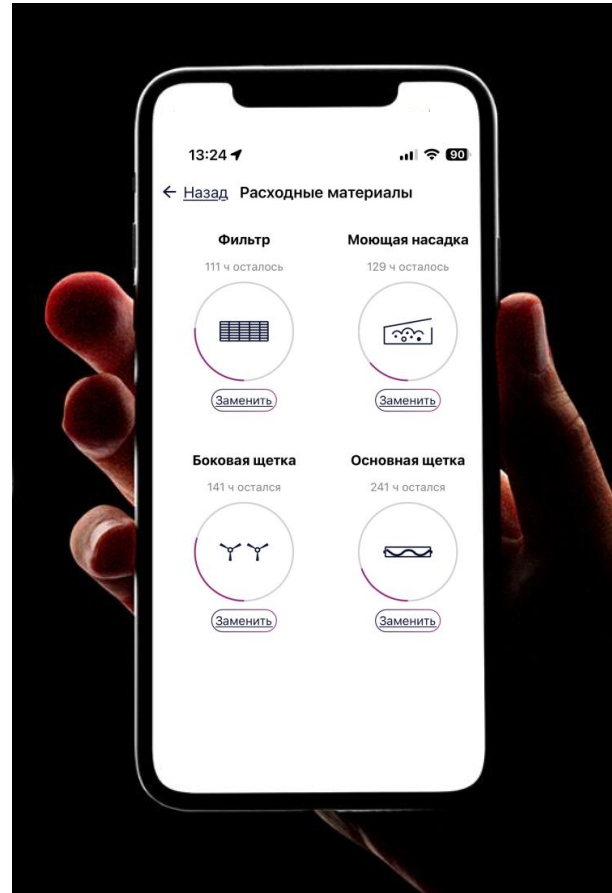 13:24
90
← Назад Расходные материалы
Фильтр
111 ч осталось
Заменить
Моющая насадка
129 ч осталось
Заменить
Боковая щетка
141 ч остался
Заменить
Основная щетка
241 ч остался
Заменить